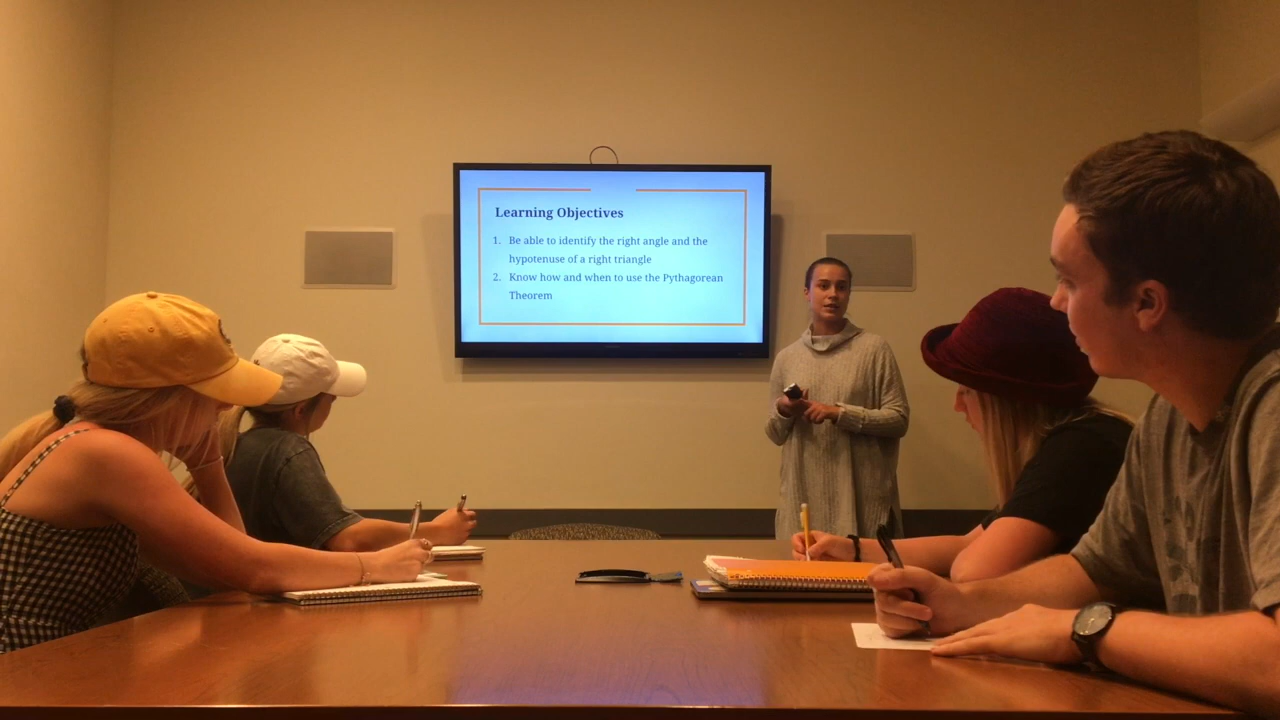 Learning Objectives
1. Be able to identify the right angle and the
hypotenuse of a right triangle
2. Know how and when to use the Pythagorean
Theorem